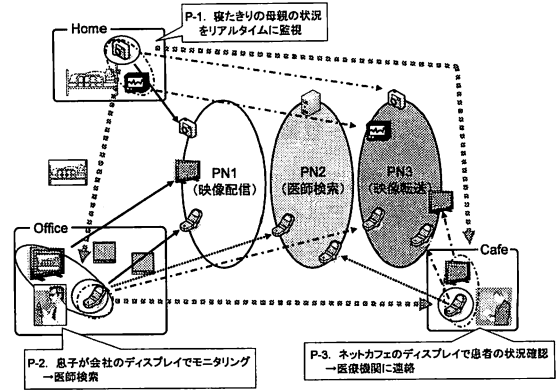 P-1. 寝たきりの母親の状況
をリアルタイムに監視
Home
PN1
(映像配信)
PN2
(医師検索)
PN3
(映像転送)
Office
Cafe
P-2. 息子が会社のディスプレイでモニタリング
→医師検索
P-3. ネットカフェのディスプレイで患者の状況確認
→医療機関に連絡